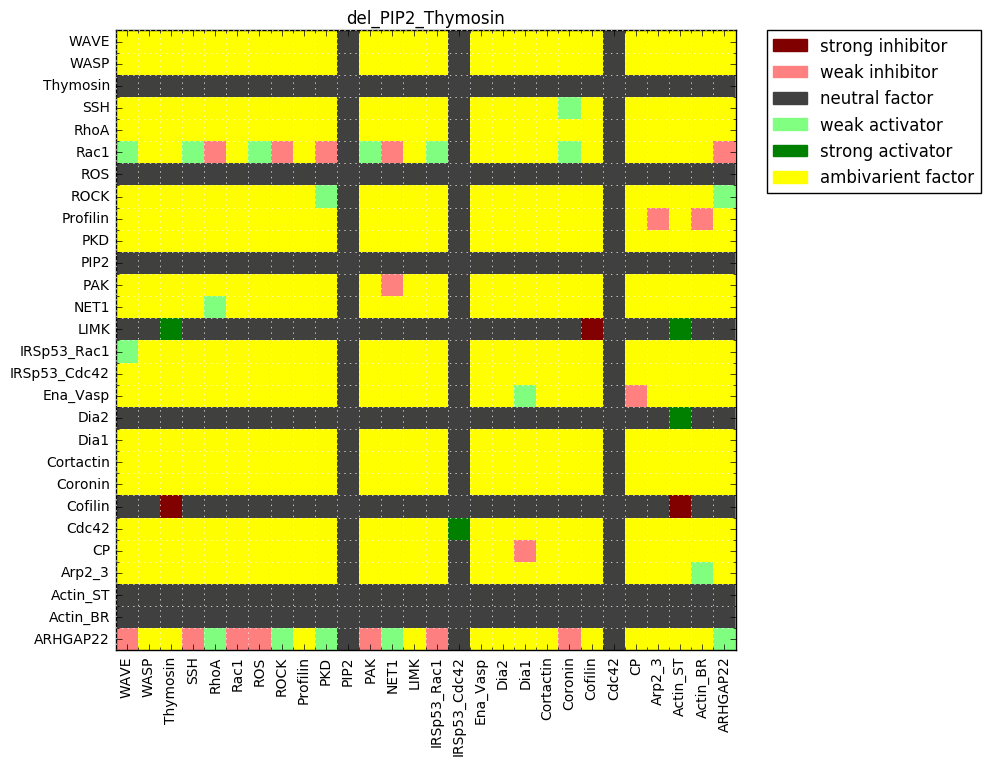 del_PIP2_Thymosin
WAVE
WASP
Thymosin
SSH
RhoA
Rac1
ROS
ROCK
Profilin
PKD
PIP2
PAK
NET1
LIMK
IRSp53_Rac1
IRSp53_Cdc42
Ena_Vasp
Dia2
Dia1
Cortactin
Coronin
Cofilin
Cdc42
CP
Arp2_3
Actin_ST
Actin_BR
ARHGAP22
WAVE
WASP
Thymosin
SSH
RhoA
Rac1
ROS
ROCK
Profilin
PKD
PIP2
PAK
NET1
LIMK
IRSp53_Rac1
IRSp53_Cdc42
Ena_Vasp
Dia2
Dia1
Cortactin
Coronin
Cofilin
Cdc42
CP
Arp2_3
Actin_ST
Actin_BR
ARHGAP22
strong inhibitor
weak inhibitor
neutral factor
weak activator
strong activator
ambivarient factor